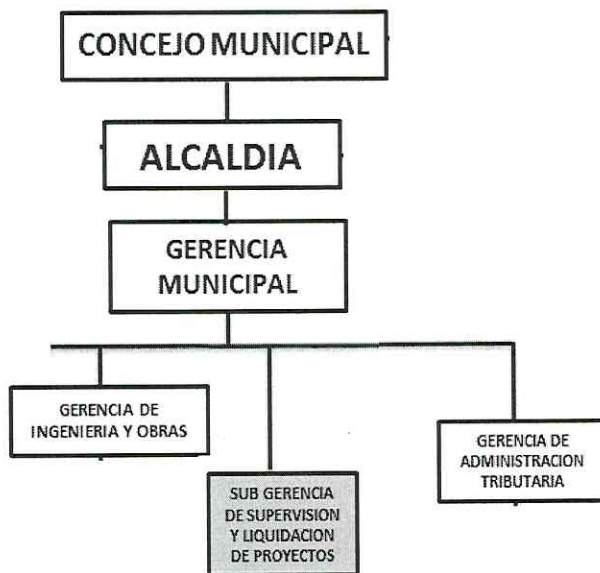 CONCEJO MUNICIPAL
ALCALDIA
GERENCIA
MUNICIPAL
GERENCIA DE
INGENIERIA Y OBRAS
SUB GERENCIA
DE SUPERVISION
Y LIQUIDACION
DE PROYECTOS
GERENCIA DE
ADMINISTRACION
TRIBUTARIA